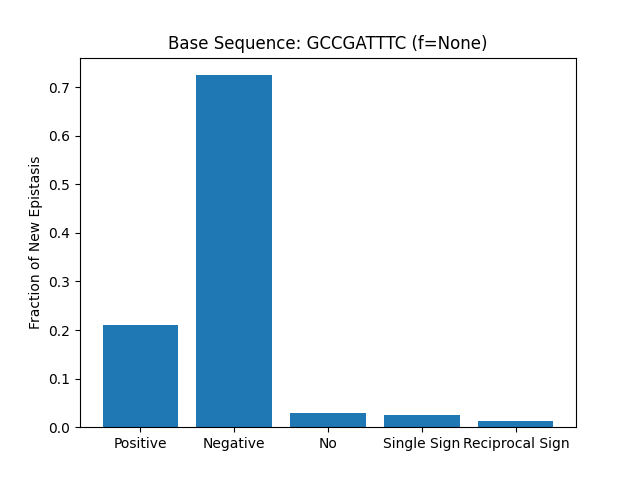 Base Sequence: GCCGATTTC (f=None)
Fraction of New Epistasis
0.7
0.6
0.5
0.4
0.3
0.2
0.1
0.0
Positive Negative No Single Sign Reciprocal Sign